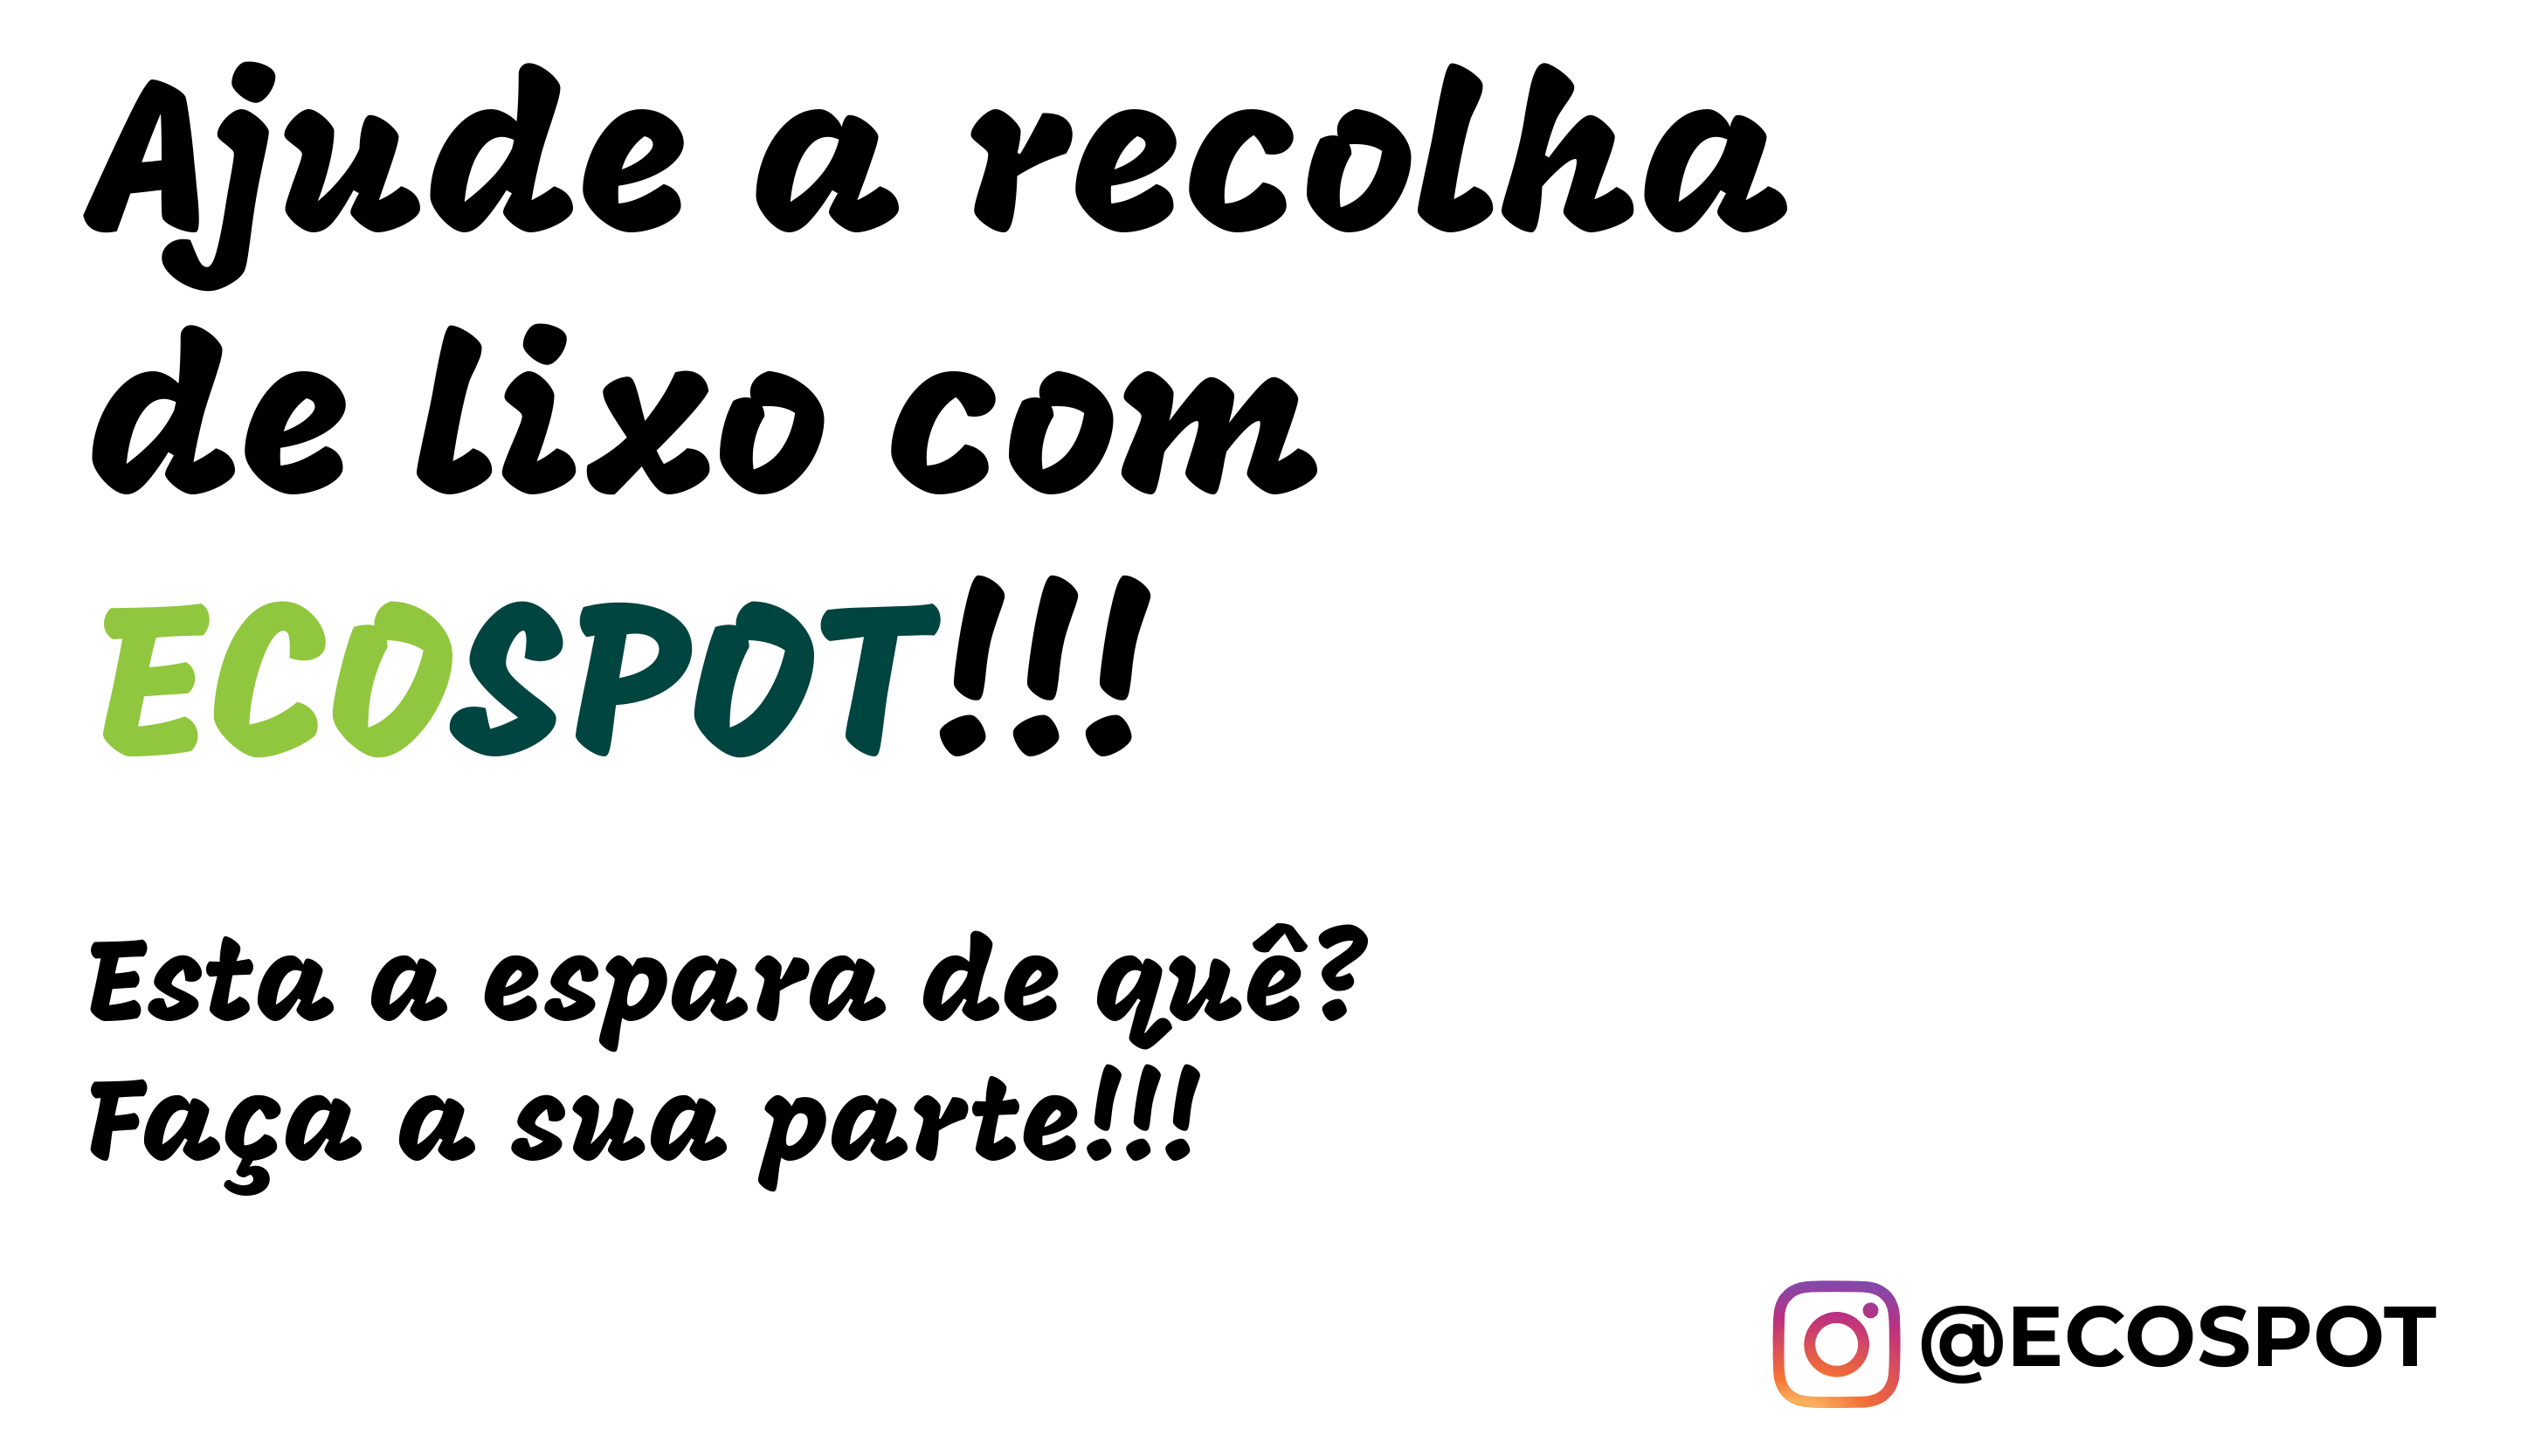 Ajude a recolha
de lixo com
ECOSPOT!!!
Esta a espara de quê?
Faça a sua parte!!!
@ECOSPOT